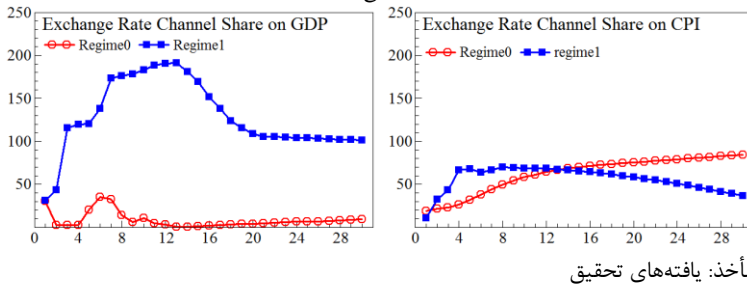 Exchange Rate Channel Share on GDP
Regime0 Regime1
250
200
150
100
50
0 4 8 12 16 20 24 28
Exchange Rate Channel Share on CPI
Regime0 regime1
250
200
150
100
50
0 4 8 12 16 20 24 28
مأخذ: یافته‌های تحقیق